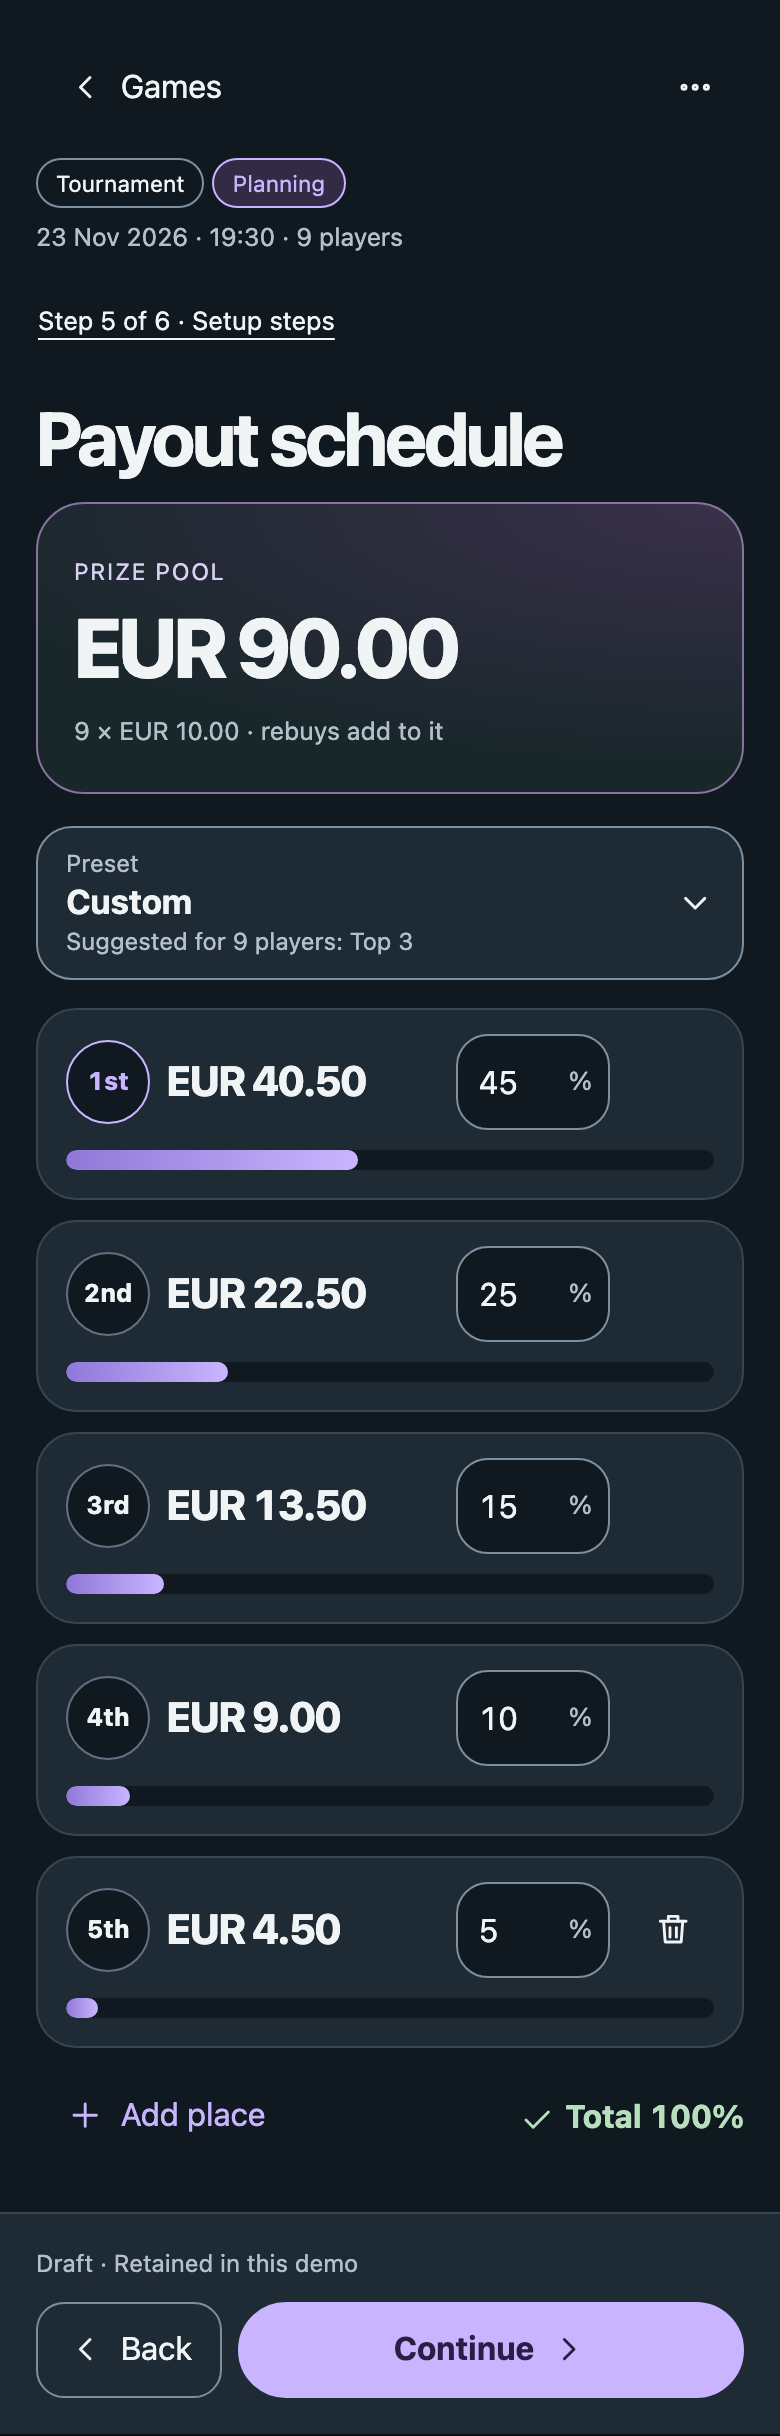 Games
Tournament Planning
23 Nov 2026 · 19:30 · 9 players
Step 5 of 6 · Setup steps
Payout schedule
PRIZE POOL
EUR 90.00
9 × EUR 10.00 · rebuys add to it
Preset
Custom
Suggested for 9 players: Top 3
1st EUR 40.50 45 %
2nd EUR 22.50 25 %
3rd EUR 13.50 15 %
4th EUR 9.00 10 %
5th EUR 4.50 5 %
Add place Total 100%
Draft · Retained in this demo
Back Continue